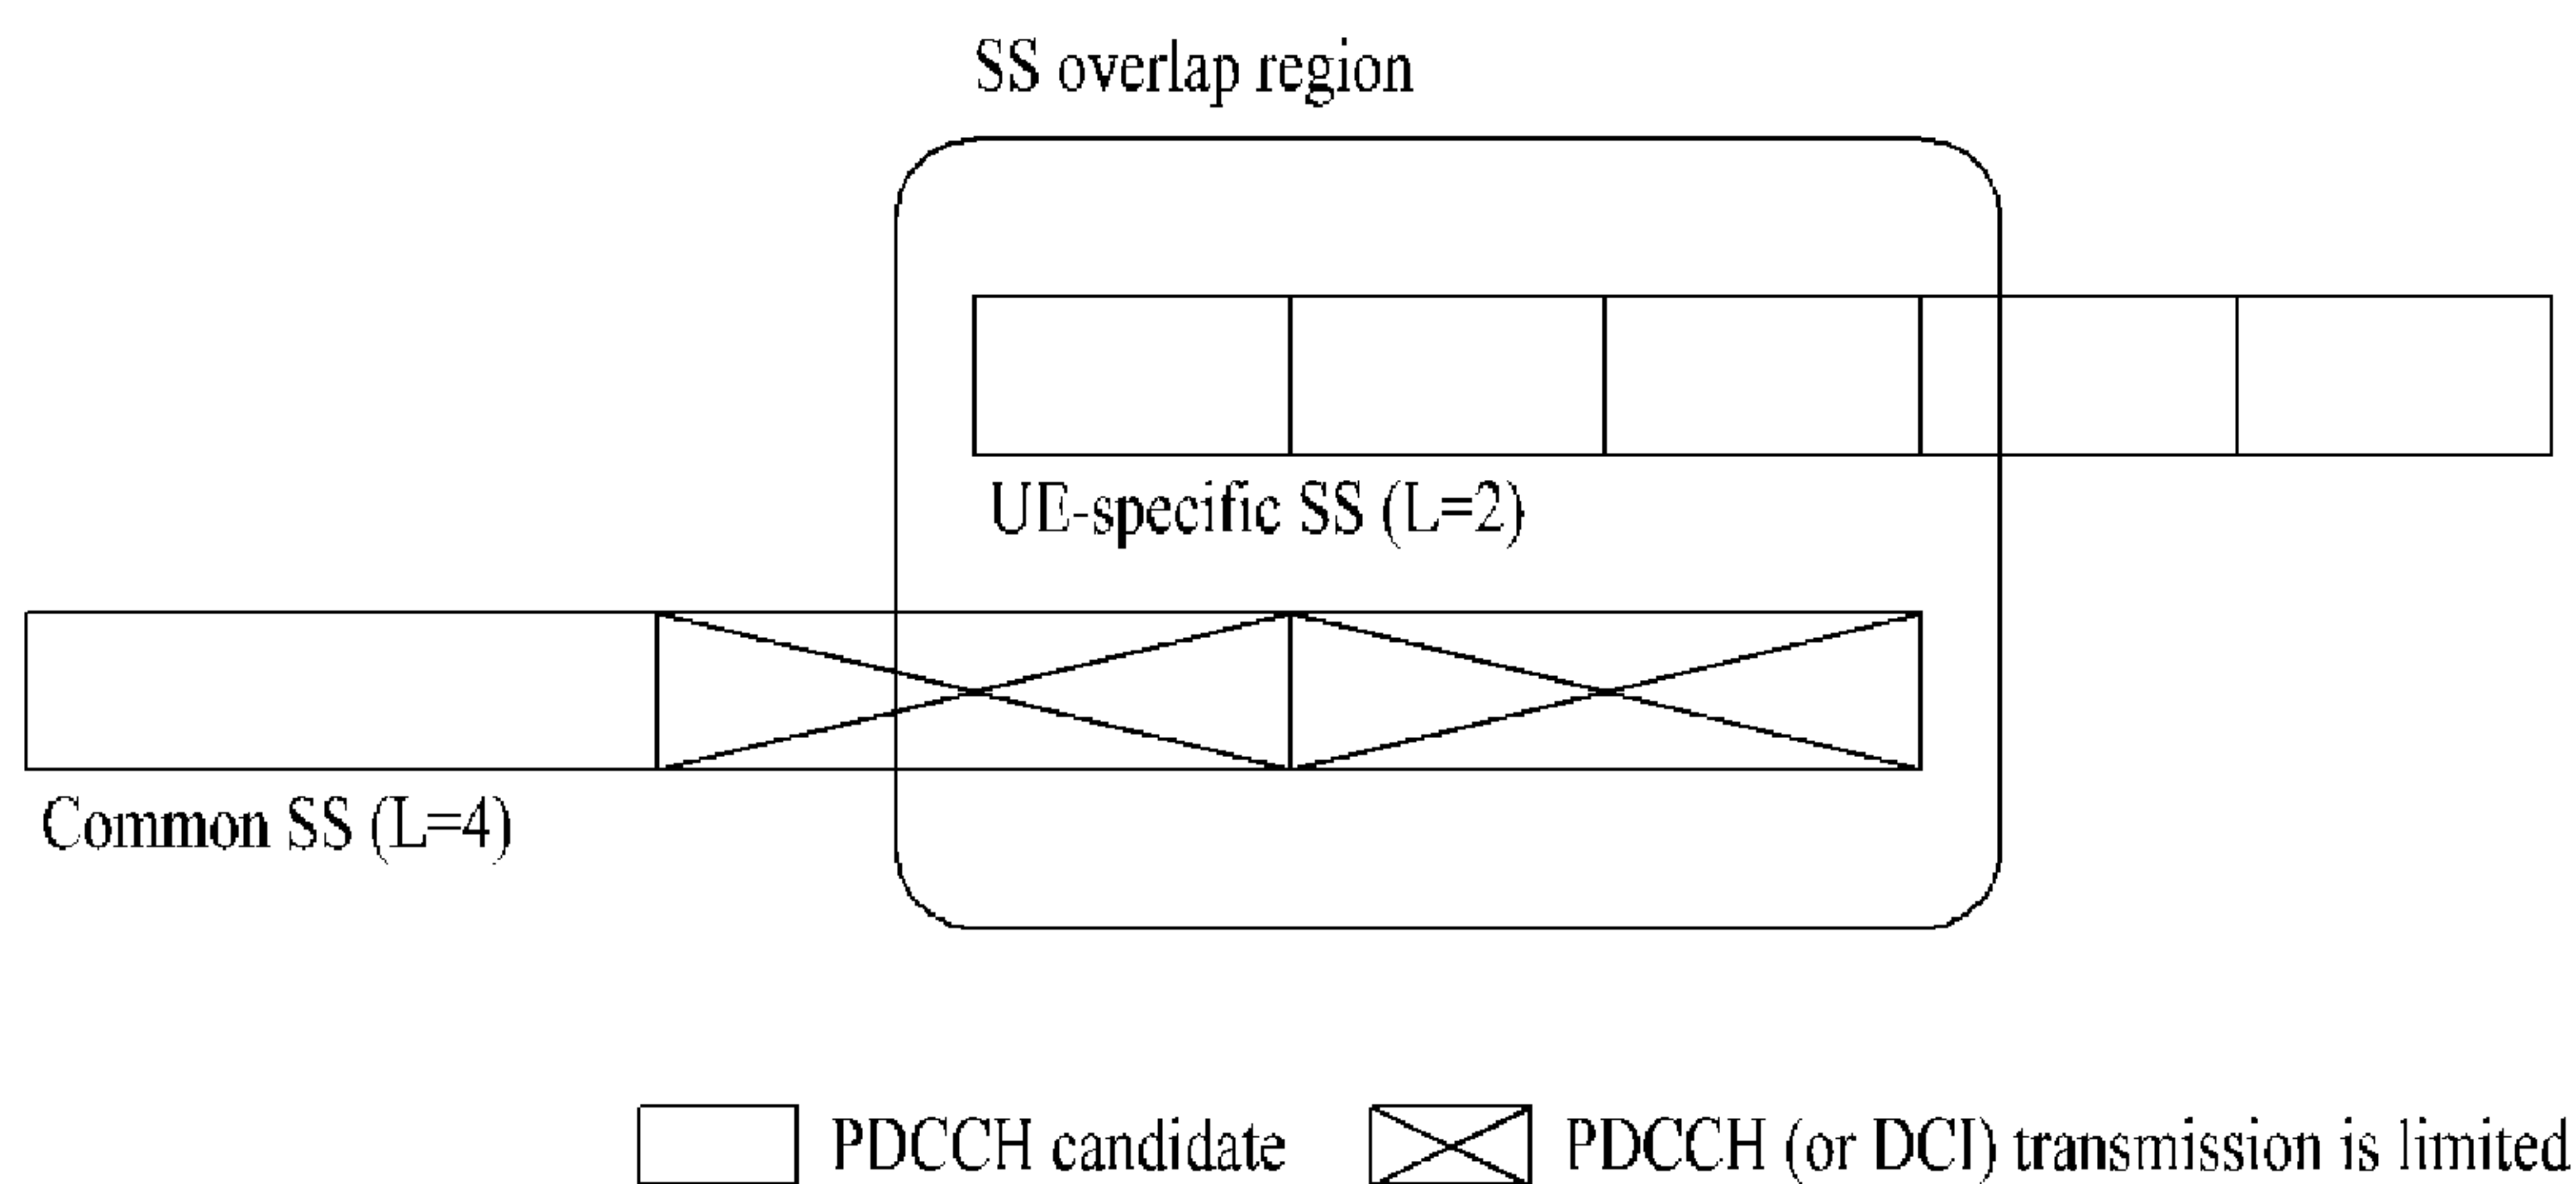 SS overlap region
UE-specific SS (L=2)
Common SS (L=4)
PDCCH candidate
PDCCH (or DCI) transmission is limited